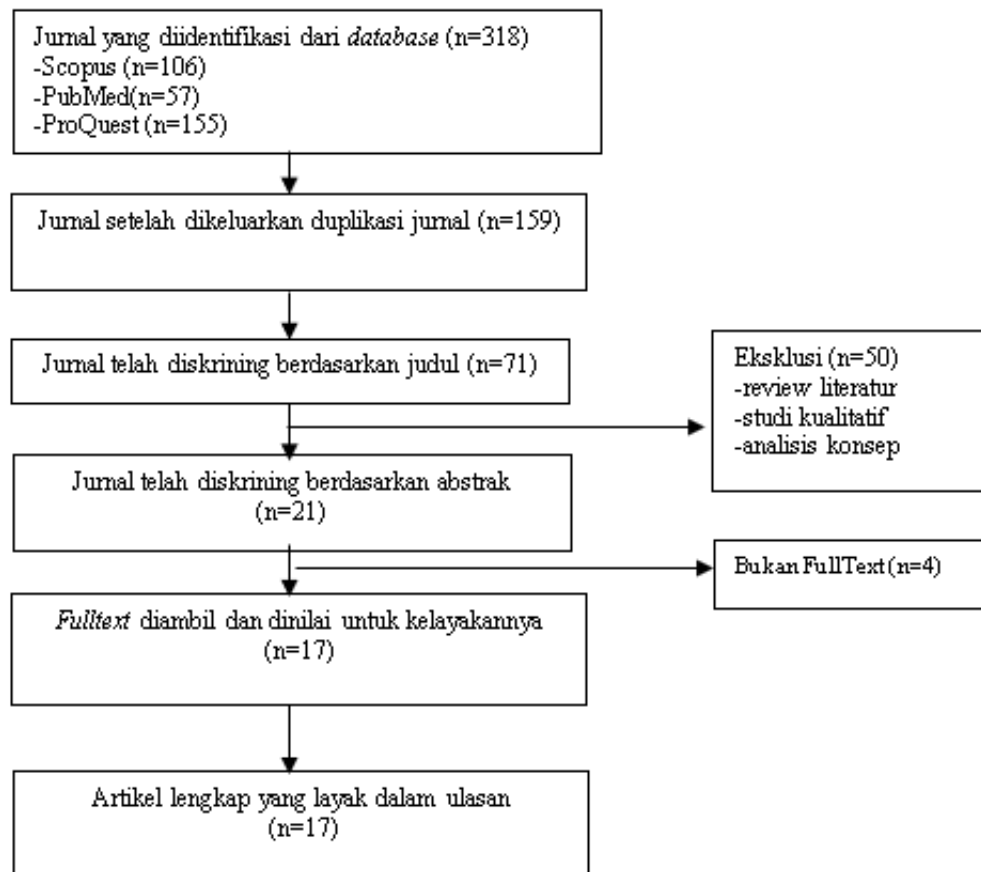 Jurnal yang diidentifikasi dari database (n=318)
-Scopus (n=106)
-PubMed(n=57)
-ProQuest (n=155)
Jurnal setelah dikeluarkan duplikasi jurnal (n=159)
Jurnal telah diskrining berdasarkan judul (n=71)
Eksklusi (n=50)
-review literatur
-studi kualitatif
-analisis konsep
Jurnal telah diskrining berdasarkan abstrak
(n=21)
Bukan FullText (n=4)
Fulltext diambil dan dinilai untuk kelayakannya
(n=17)
Artikel lengkap yang layak dalam ulasan
(n=17)